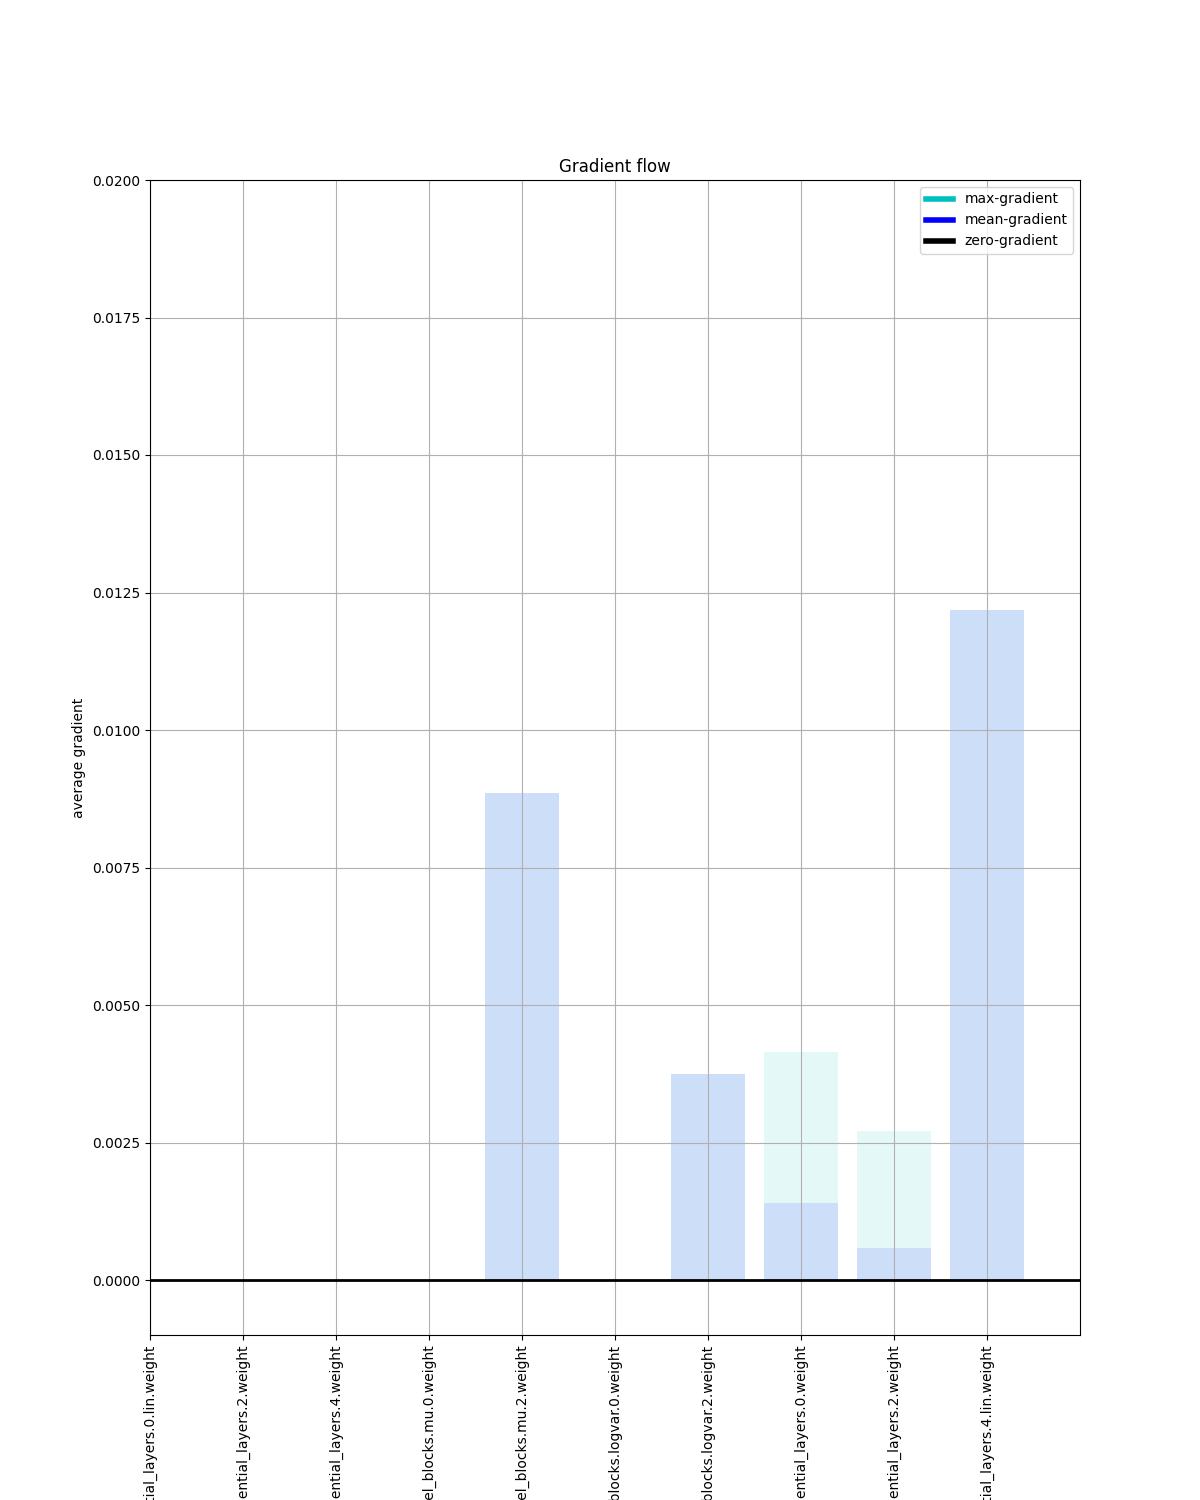 Gradient flow
max-gradient
mean-gradient
zero-gradient
average gradient
0.0200
0.0175
0.0150
0.0125
0.0100
0.0075
0.0050
0.0025
0.0000
tial_layers.0.lin.weight
ential_layers.2.weight
ential_layers.4.weight
el_blocks.mu.0.weight
el_blocks.mu.2.weight
blocks.logvar.0.weight
blocks.logvar.2.weight
ential_layers.0.weight
ential_layers.2.weight
tial_layers.4.lin.weight